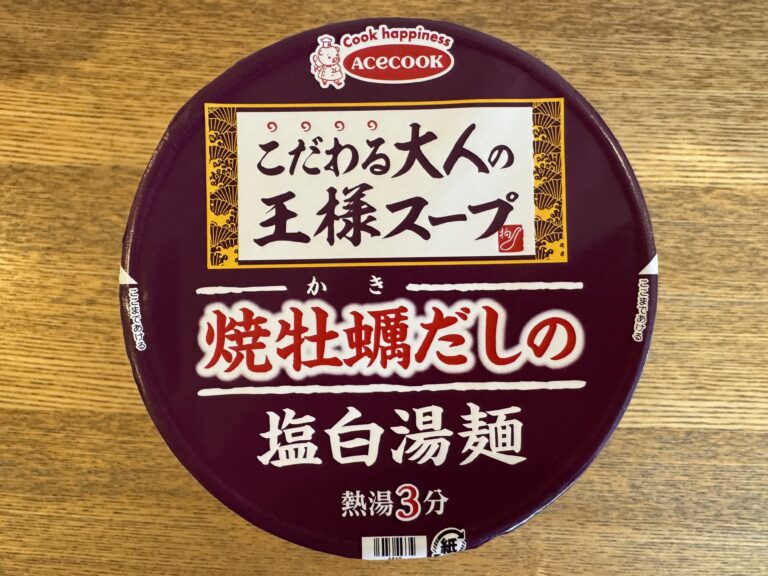 Cook happiness
ACECOOK
こだわる大人の
王様スープ
かき
焼牡蠣だしの
塩白湯麺
熱湯3分
ここまであける
ここまであける
紙